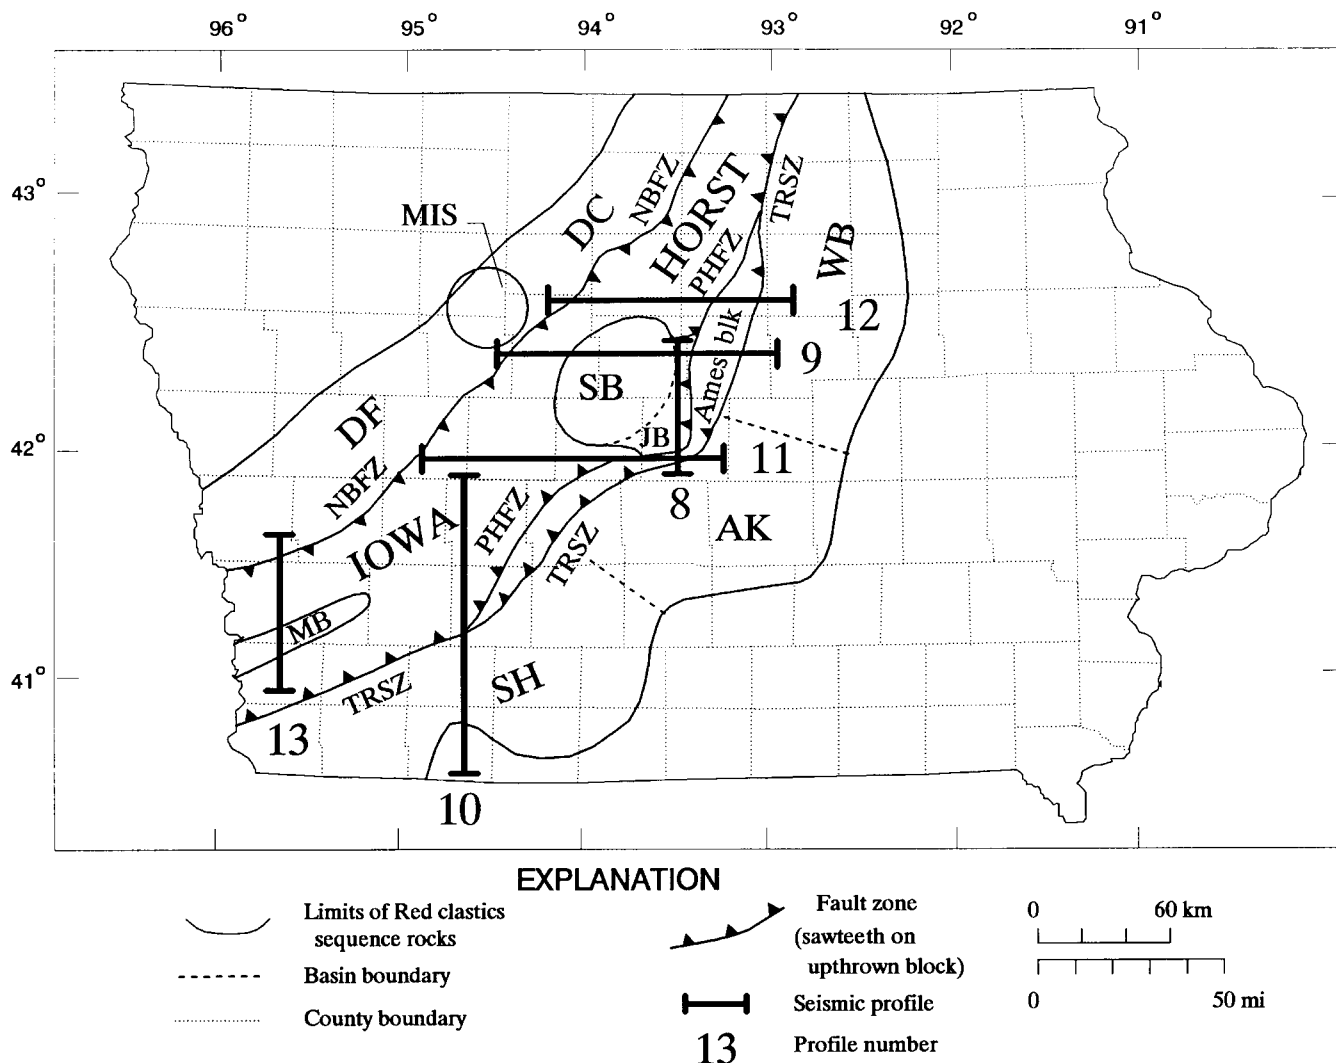 96° 95° 94° 93° 92° 91°
43°
42°
41°
MIS
DC
NBFZ
HORST
TRSZ
PHFZ
WB
12
9
Ames blk
SB
JB
DF
11
NBFZ
8
IOWA
PHFZ
AK
TRSZ
MB
SH
TRSZ
13
10
EXPLANATION
Limits of Red clastics
sequence rocks
Basin boundary
County boundary
Fault zone
(sawteeth on
upthrown block)
Seismic profile
13 Profile number
0 60 km
0 50 mi